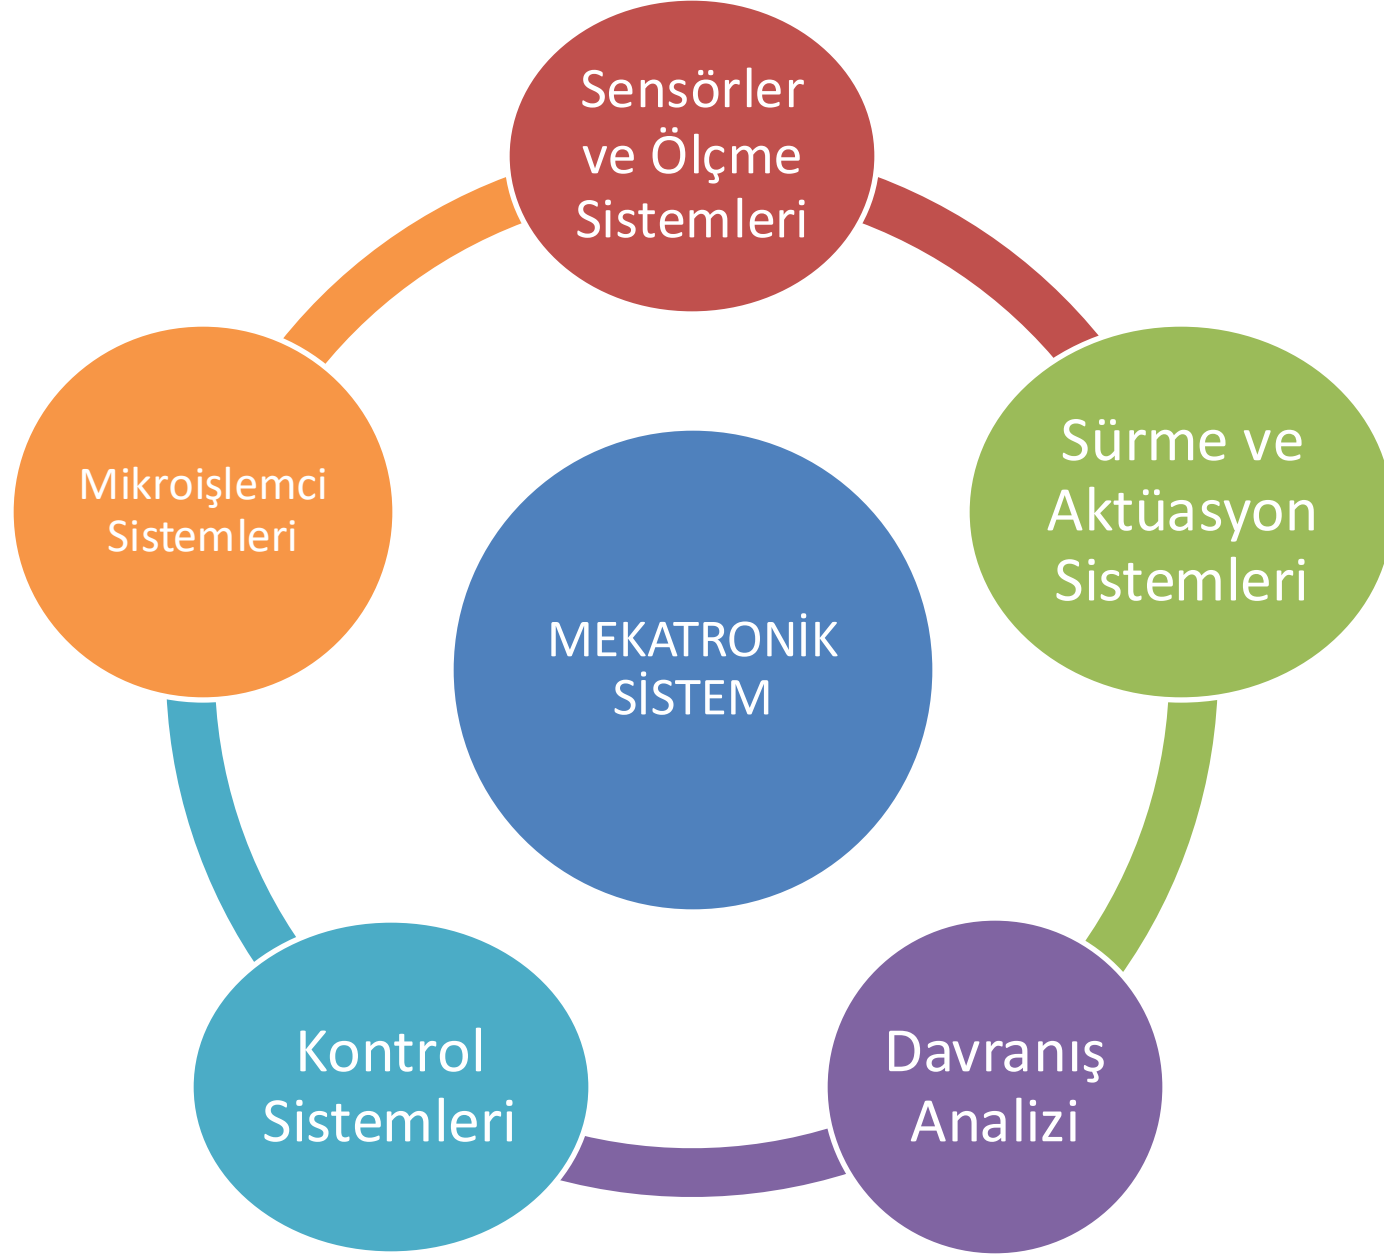 Sensörler
ve Ölçme
Sistemleri
Sürme ve
Aktüasyon
Sistemleri
Mikroişlemci
Sistemleri
MEKATRONİK
SİSTEM
Kontrol
Sistemleri
Davranış
Analizi